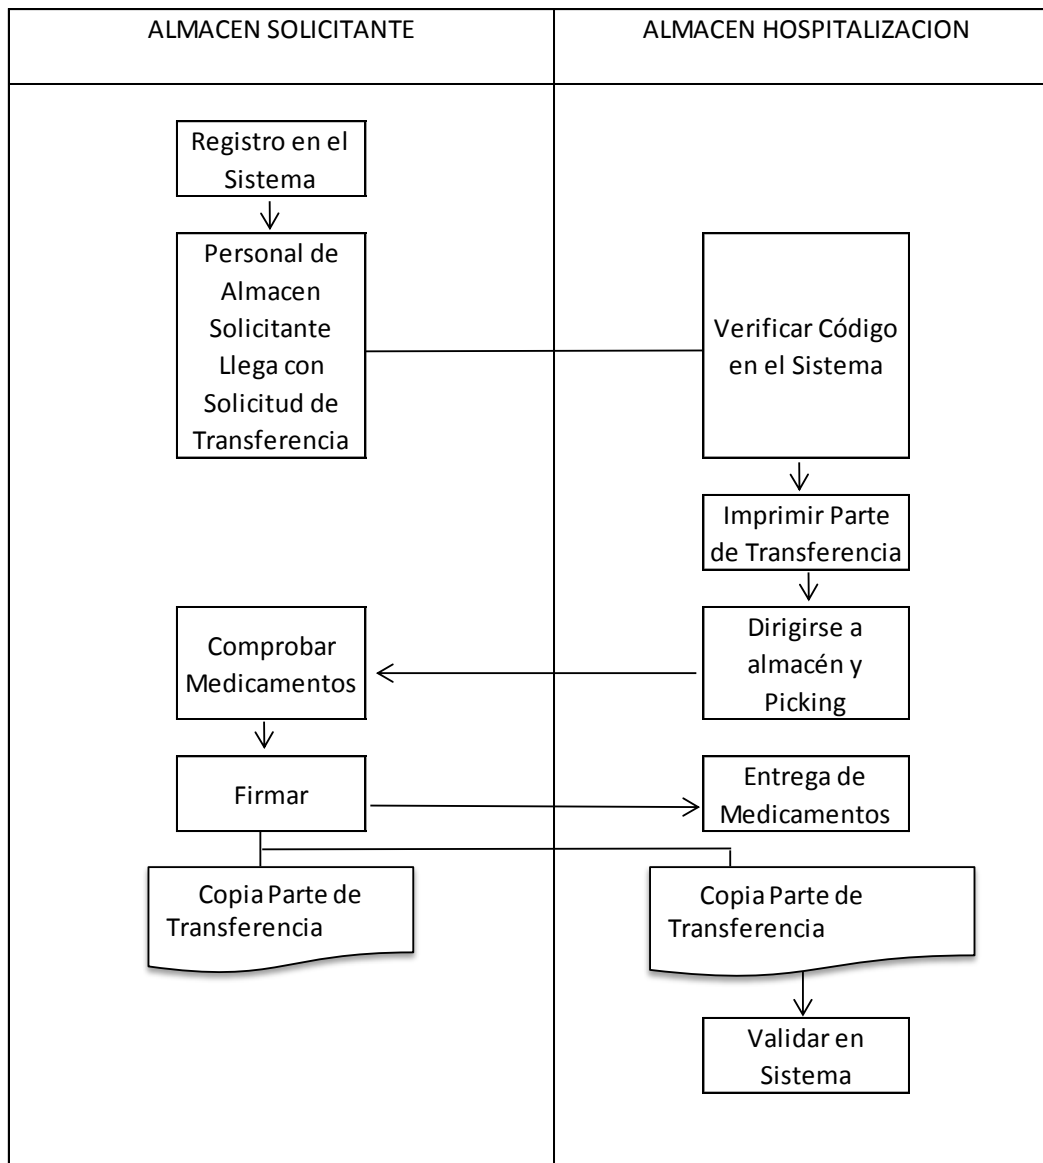 ALMACEN SOLICITANTE
ALMACEN HOSPITALIZACION
Registro en el
Sistema
Personal de
Almacen
Solicitante
Llega con
Solicitud de
Transferencia
Verificar Código
en el Sistema
Imprimir Parte
de Transferencia
Comprobar
Medicamentos
Dirigirse a
almacén y
Picking
Firmar
Entrega de
Medicamentos
Copia Parte de
Transferencia
Copia Parte de
Transferencia
Validar en
Sistema